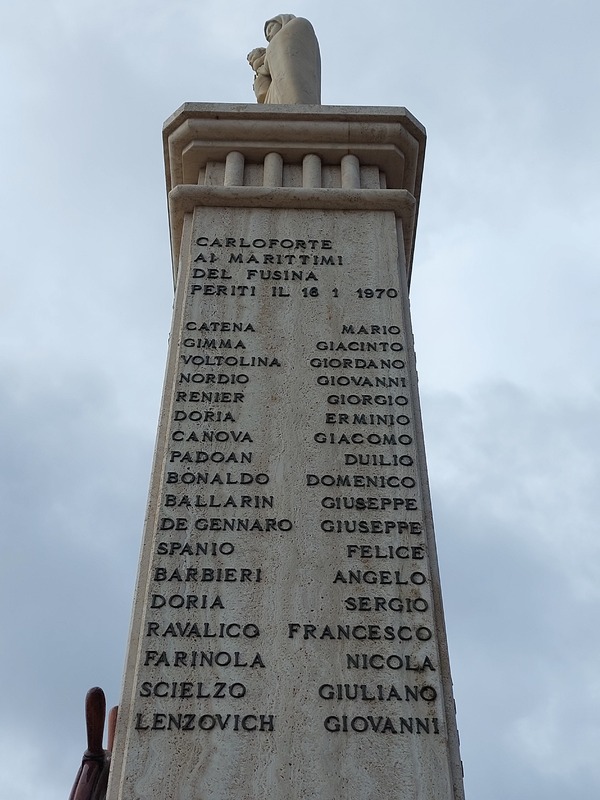 CARLOFORTE
AI MARITTIMI
DEL FUSINA
PERITI IL 16 1 1970
CATENA MARIO
GIMMA GIACINTO
VOLTOLINA GIORDANO
NORDIO GIOVANNI
RENIER GIORGIO
DORIA ERMINIO
CANOVA GIACOMO
PADOAN DUILIO
BONALDO DOMENICO
BALLARIN GIUSEPPE
DE GENNARO GIUSEPPE
SPANIO FELICE
BARBIERI ANGELO
DORIA SERGIO
RAVALICO FRANCESCO
FARINOLA NICOLA
SCIELZO GIULIANO
LENZOVICH GIOVANNI